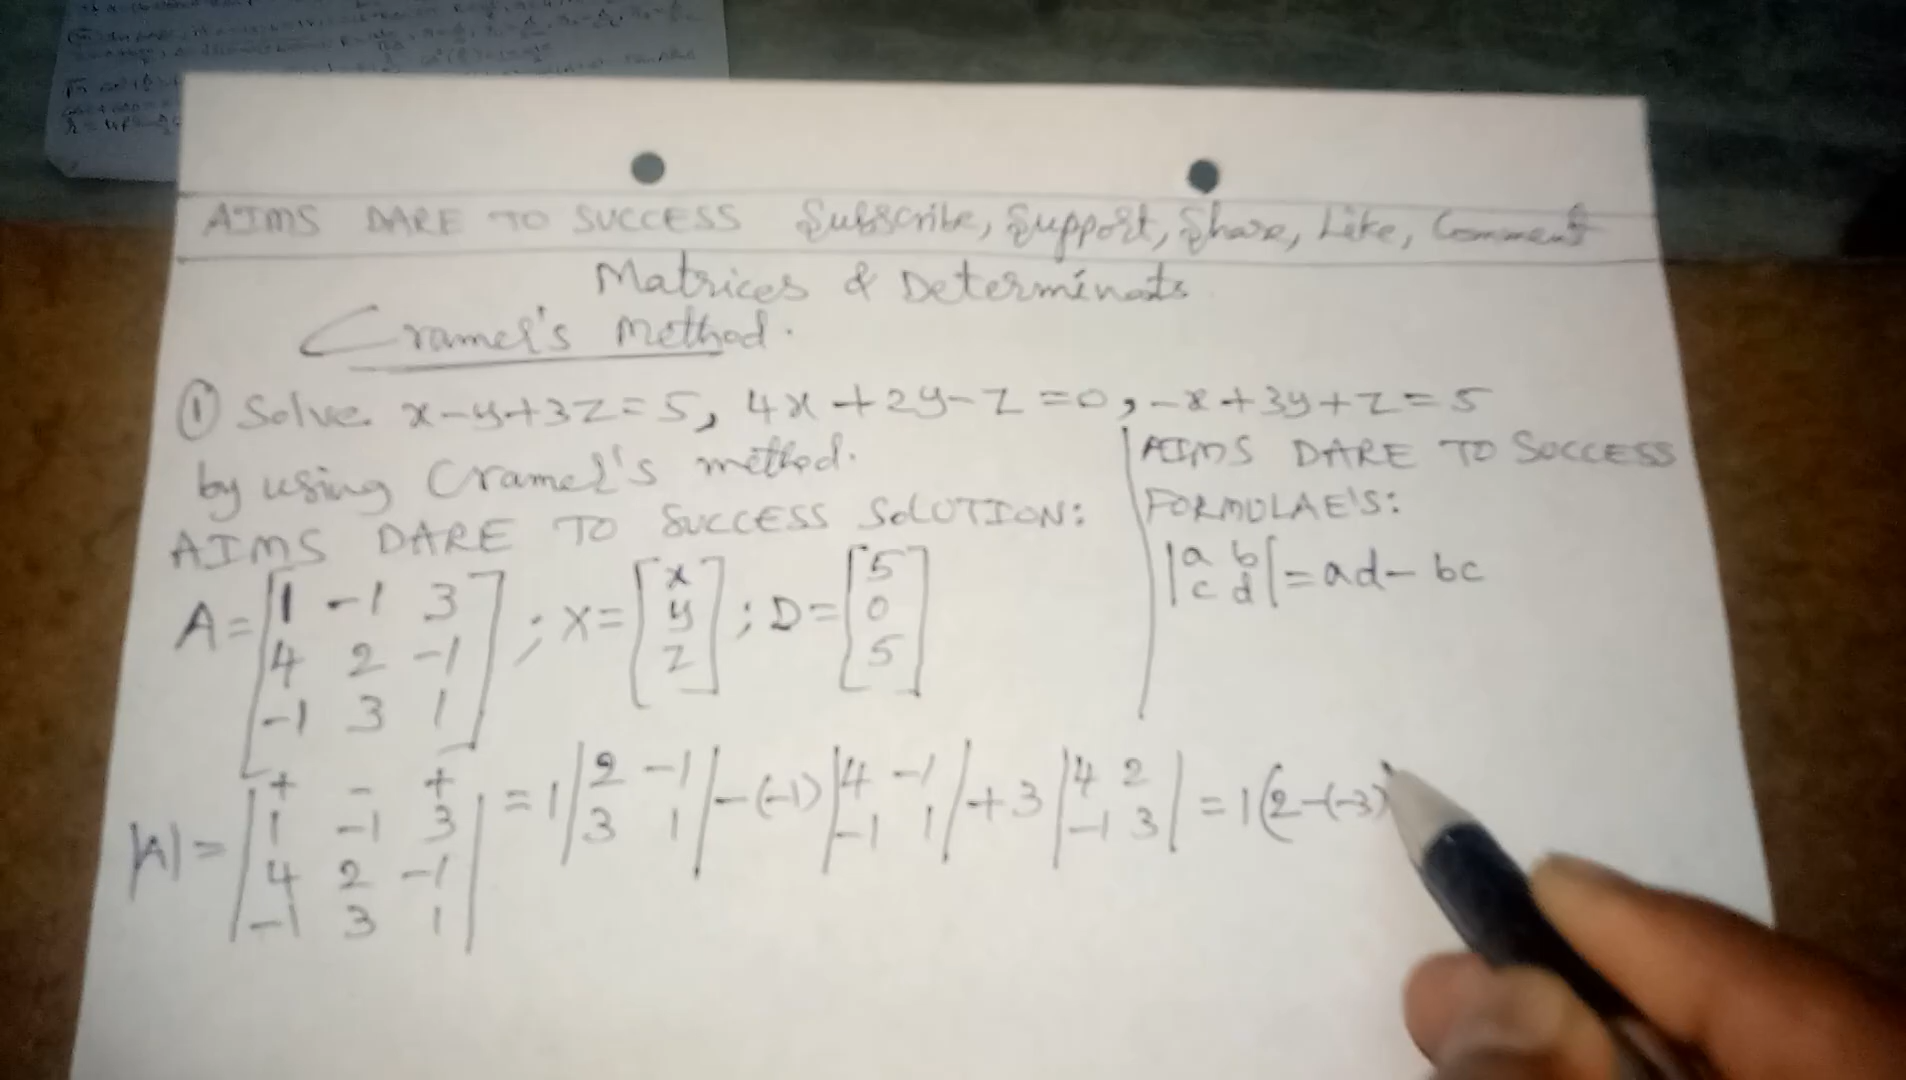 AIMS DARE TO SUCCESS Subscribe, Support, Share, Like, Comment
Matrices & Determinats
Cramer's Method.
① Solve x-y+3z=5, 4x+2y-z=0, -x+3y+z=5
by using Cramer's method.
AIMS DARE TO SUCCESS SOLUTION:
AIMS DARE TO SUCCESS
FORMULAE'S:
|a b|
|c d| = ad - bc
A = [1 -1 3] ; X = [x] ; D = [5]
[4 2 -1] [y] [0]
[-1 3 1] [z] [5]
+ - +
|A| = |1 -1 3| = 1 |2 -1| -(-1) |4 -1| + 3 |4 2| = 1(2-(-3)
|4 2 -1| |3 1| |-1 1| |-1 3|
|-1 3 1|